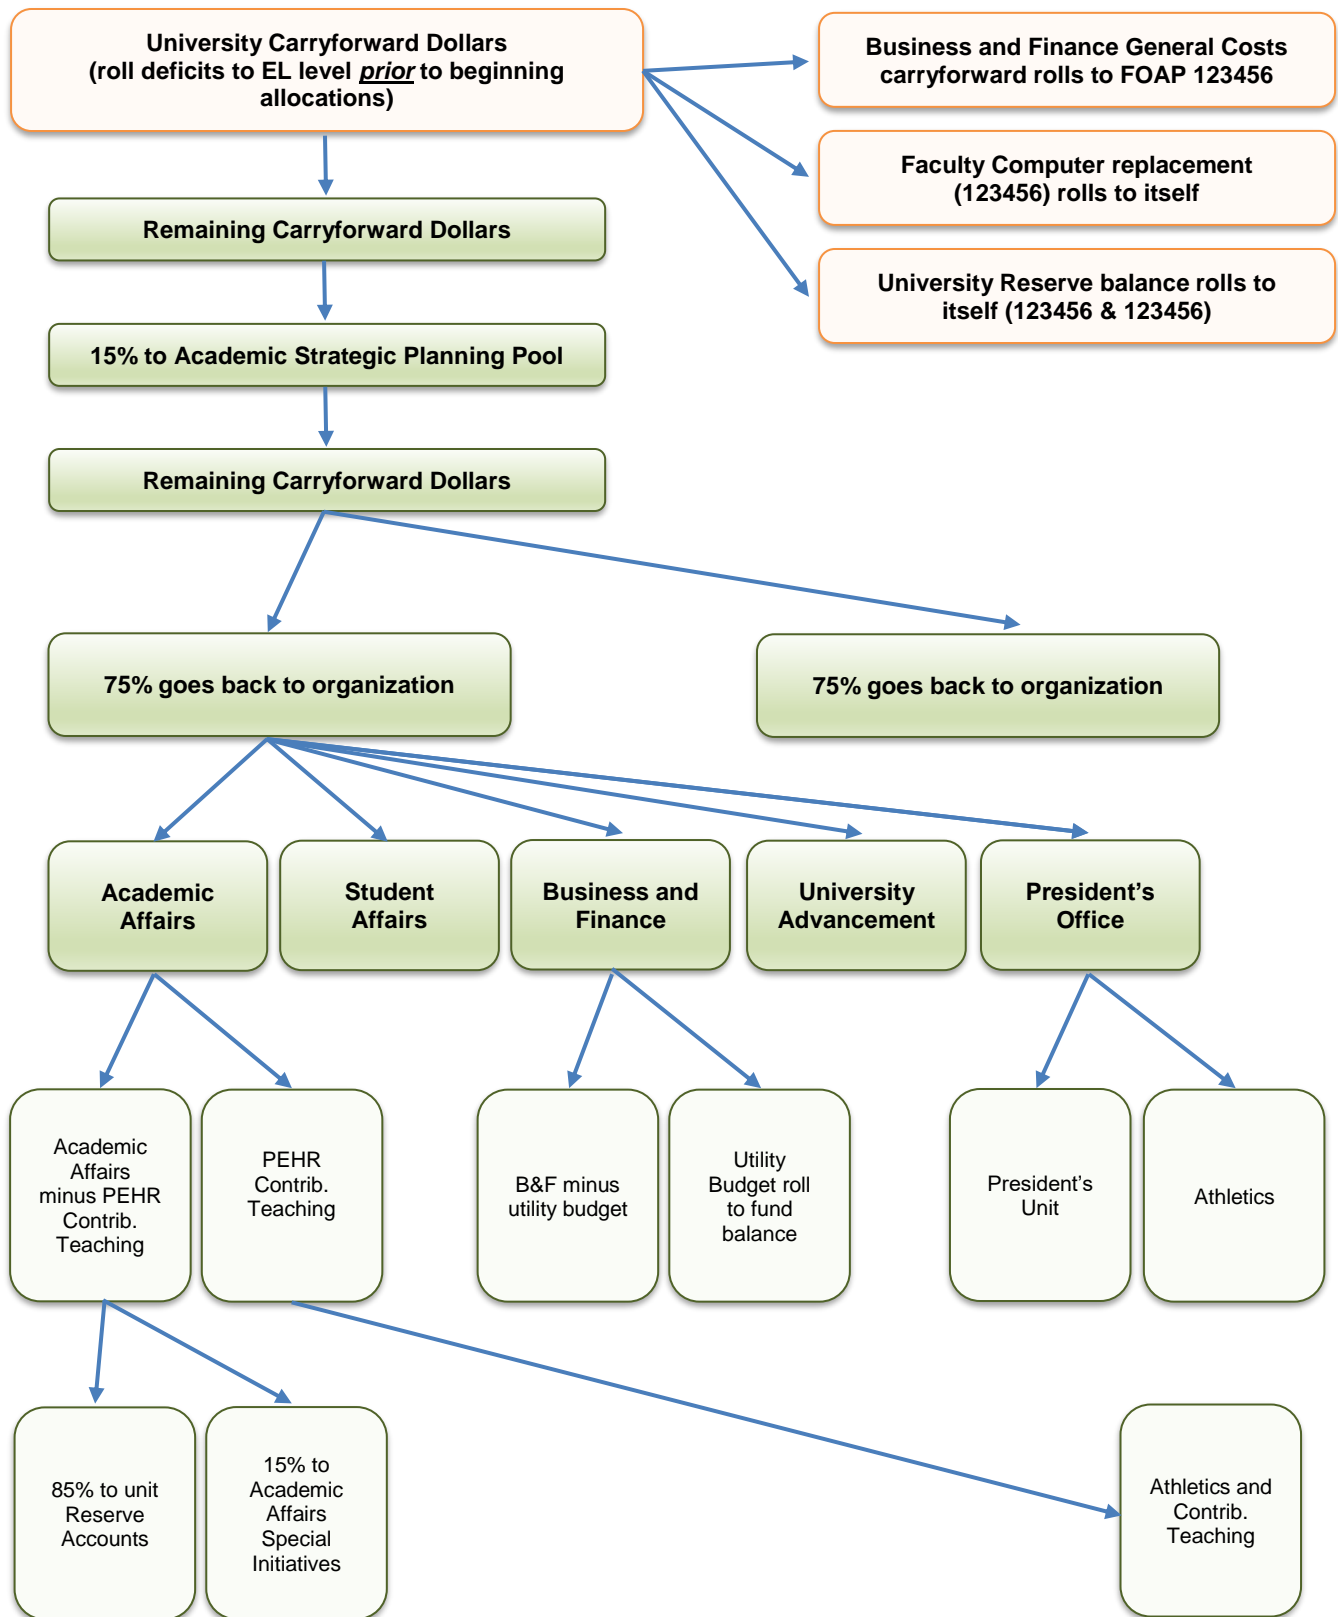 University Carryforward Dollars
(roll deficits to EL level prior to beginning
allocations)
Business and Finance General Costs
carryforward rolls to FOAP 123456
Faculty Computer replacement
(123456) rolls to itself
University Reserve balance rolls to
itself (123456 & 123456)
Remaining Carryforward Dollars
15% to Academic Strategic Planning Pool
Remaining Carryforward Dollars
75% goes back to organization
75% goes back to organization
Academic
Affairs
Student
Affairs
Business and
Finance
University
Advancement
President’s
Office
Academic
Affairs
minus PEHR
Contrib.
Teaching
PEHR
Contrib.
Teaching
B&F minus
utility budget
Utility
Budget roll
to fund
balance
President’s
Unit
Athletics
85% to unit
Reserve
Accounts
15% to
Academic
Affairs
Special
Initiatives
Athletics and
Contrib.
Teaching